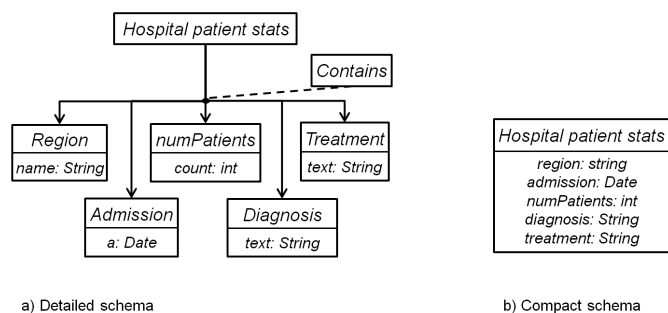 Hospital patient stats
Contains
Region
name: String
numPatients
count: int
Treatment
text: String
Admission
a: Date
Diagnosis
text: String
a) Detailed schema
Hospital patient stats
region: string
admission: Date
numPatients: int
diagnosis: String
treatment: String
b) Compact schema